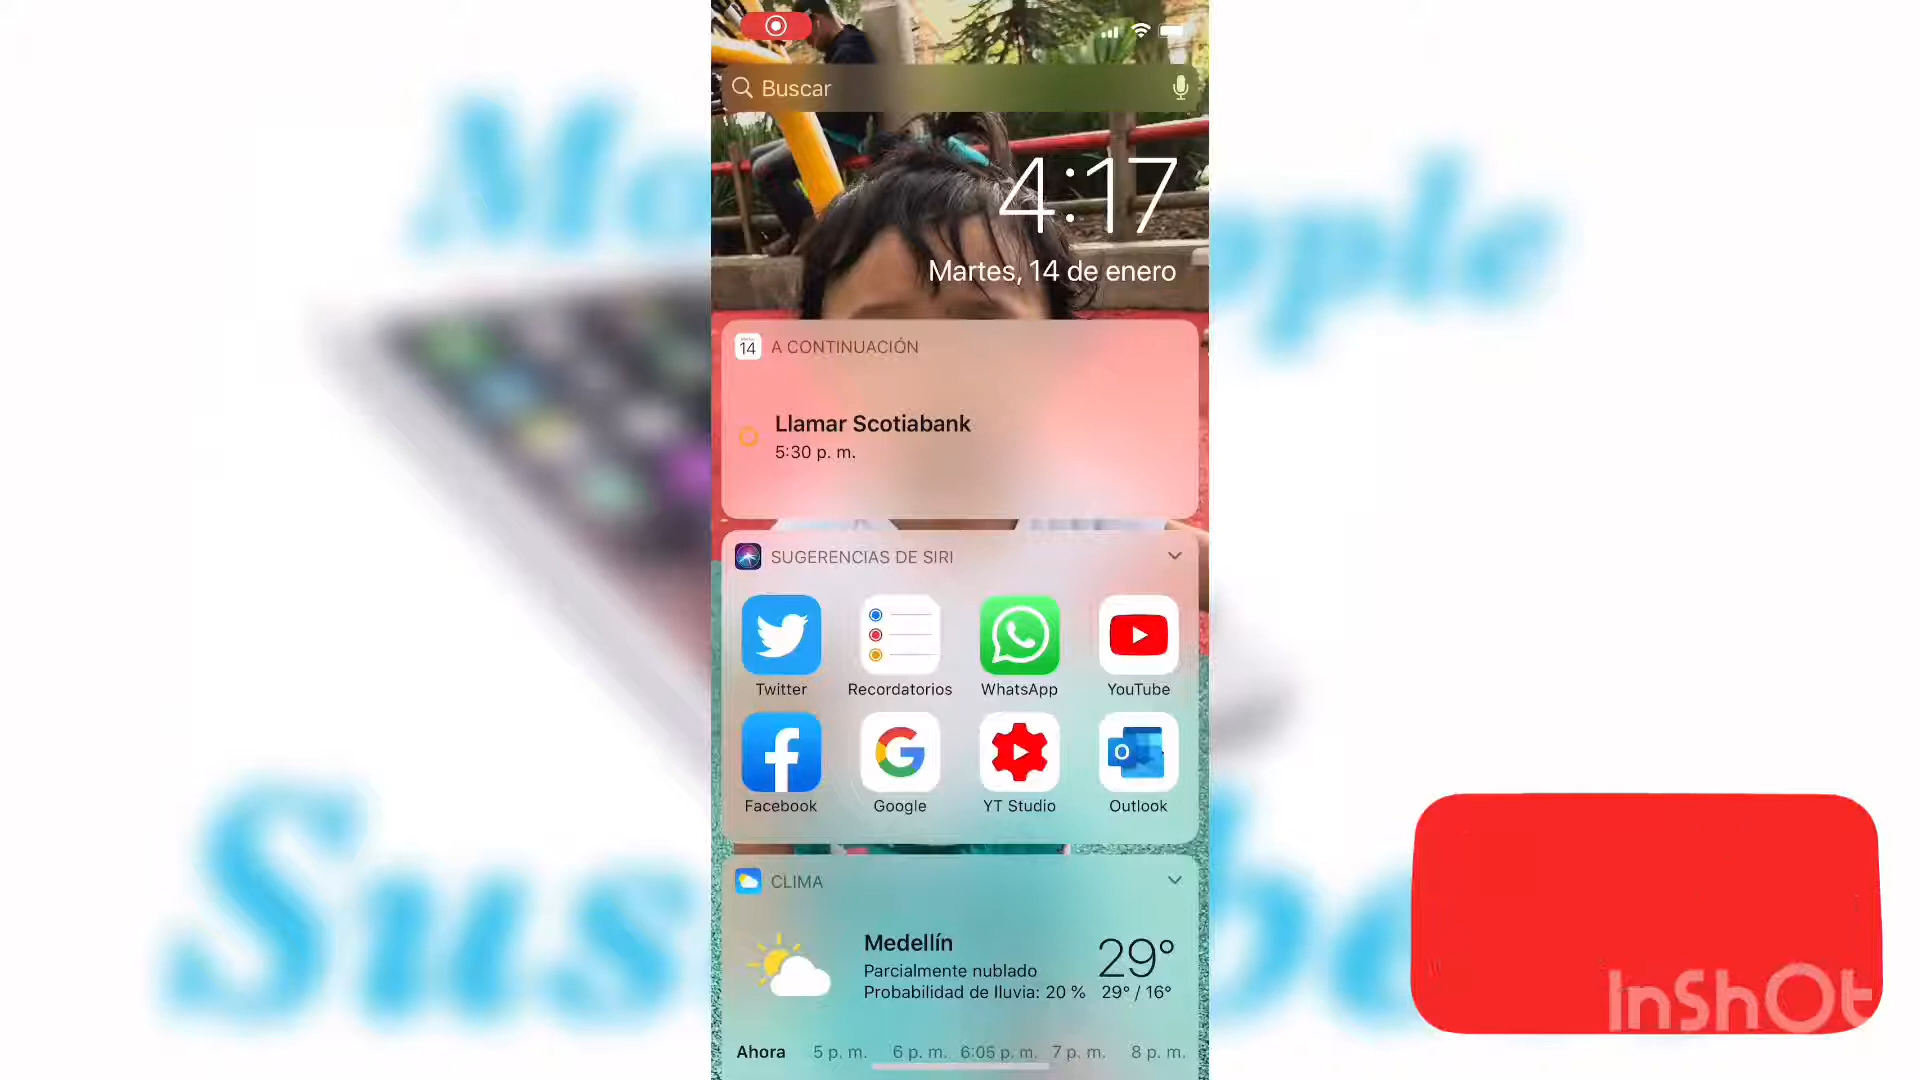 Buscar
4:17
Martes, 14 de enero
14 A CONTINUACIÓN
Llamar Scotiabank
5:30 p. m.
SUGERENCIAS DE SIRI
Twitter Recordatorios WhatsApp YouTube
Facebook Google YT Studio Outlook
CLIMA
Medellín
29°
Parcialmente nublado
Probabilidad de lluvia: 20 % 29° / 16°
Ahora 5 p. m. 6 p. m. 6:05 p. m. 7 p. m. 8 p. m.
InShOt